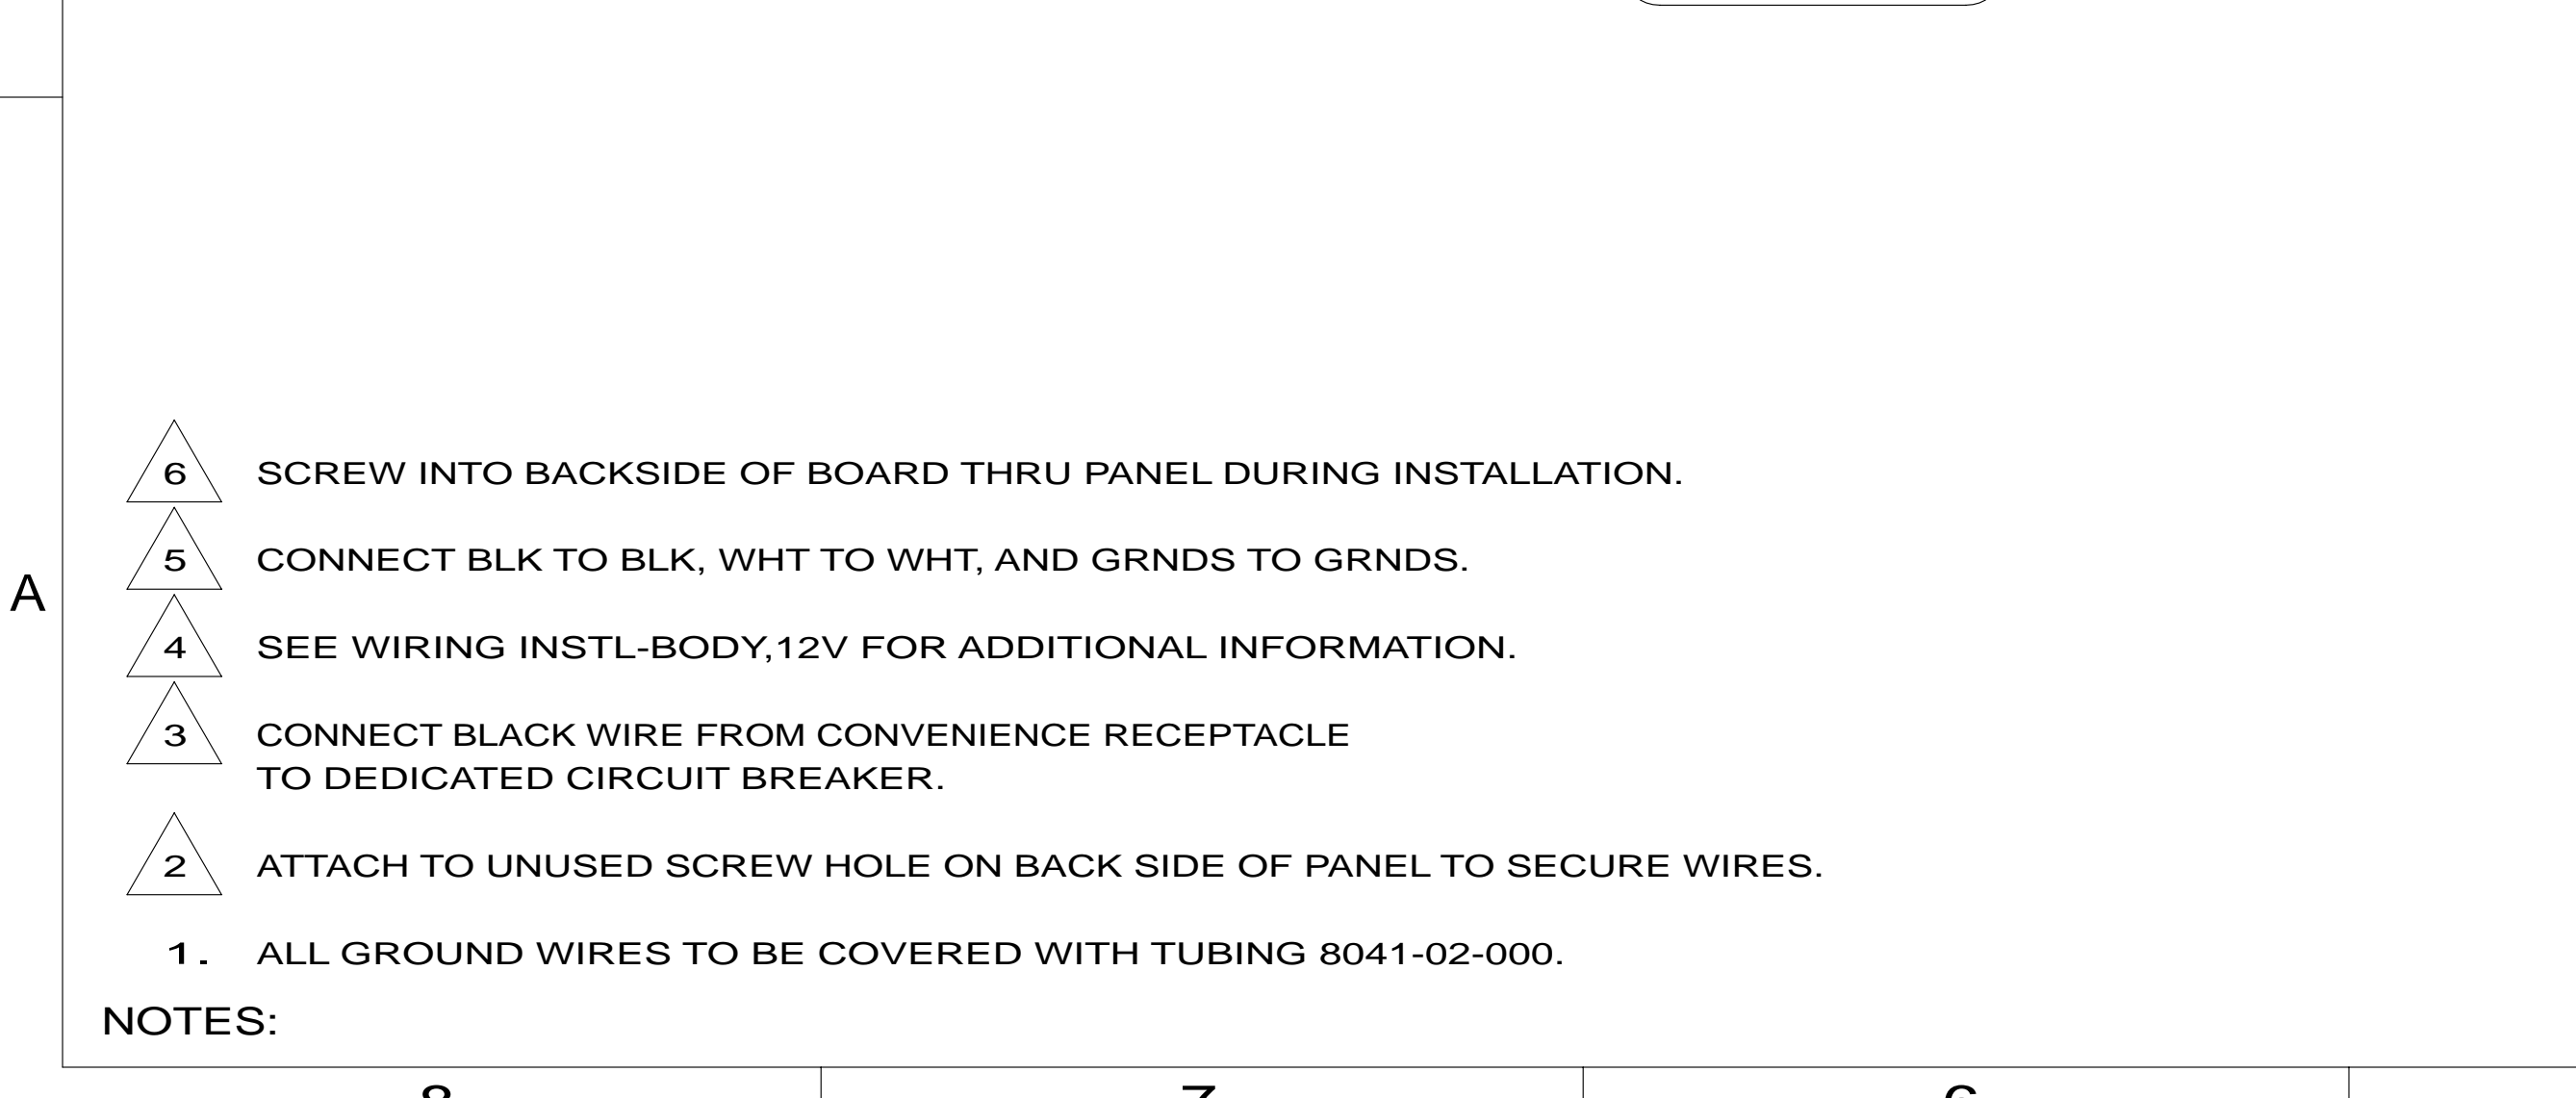 6 SCREW INTO BACKSIDE OF BOARD THRU PANEL DURING INSTALLATION.
5 CONNECT BLK TO BLK, WHT TO WHT, AND GRNDS TO GRNDS.
A
4 SEE WIRING INSTL-BODY,12V FOR ADDITIONAL INFORMATION.
3 CONNECT BLACK WIRE FROM CONVENIENCE RECEPTACLE
TO DEDICATED CIRCUIT BREAKER.
2 ATTACH TO UNUSED SCREW HOLE ON BACK SIDE OF PANEL TO SECURE WIRES.
1. ALL GROUND WIRES TO BE COVERED WITH TUBING 8041-02-000.
NOTES:
8 7 6